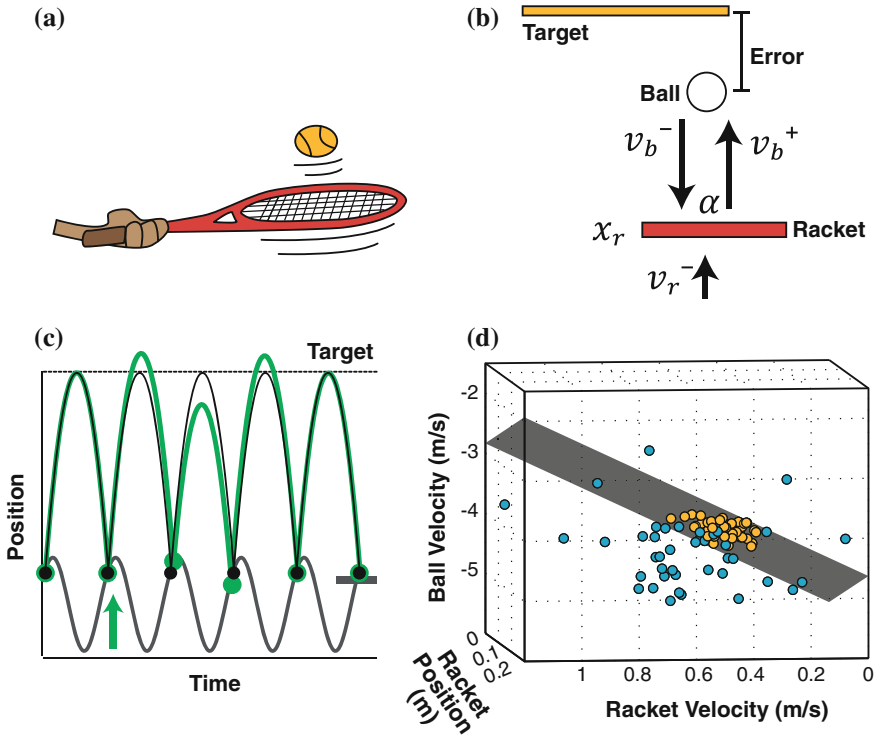 (a)
(b)
Target
Error
Ball
v_b^-
v_b^+
α
x_r
Racket
v_r^-
(c)
Target
Position
Time
(d)
-2
-3
-4
-5
Ball Velocity (m/s)
0
0.1
0.2
Racket
Position
(m)
1
0.8
0.6
0.4
0.2
0
Racket Velocity (m/s)